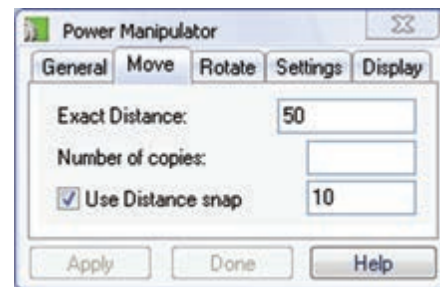 Power Manipulator
General Move Rotate Settings Display
Exact Distance: 50
Number of copies:
Use Distance snap 10
Apply Done Help